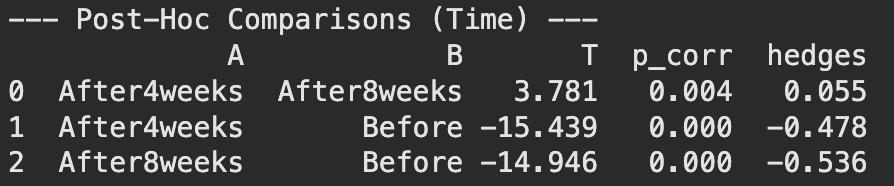 --- Post-Hoc Comparisons (Time) ---
A B T p_corr hedges
0 After4weeks After8weeks 3.781 0.004 0.055
1 After4weeks Before -15.439 0.000 -0.478
2 After8weeks Before -14.946 0.000 -0.536